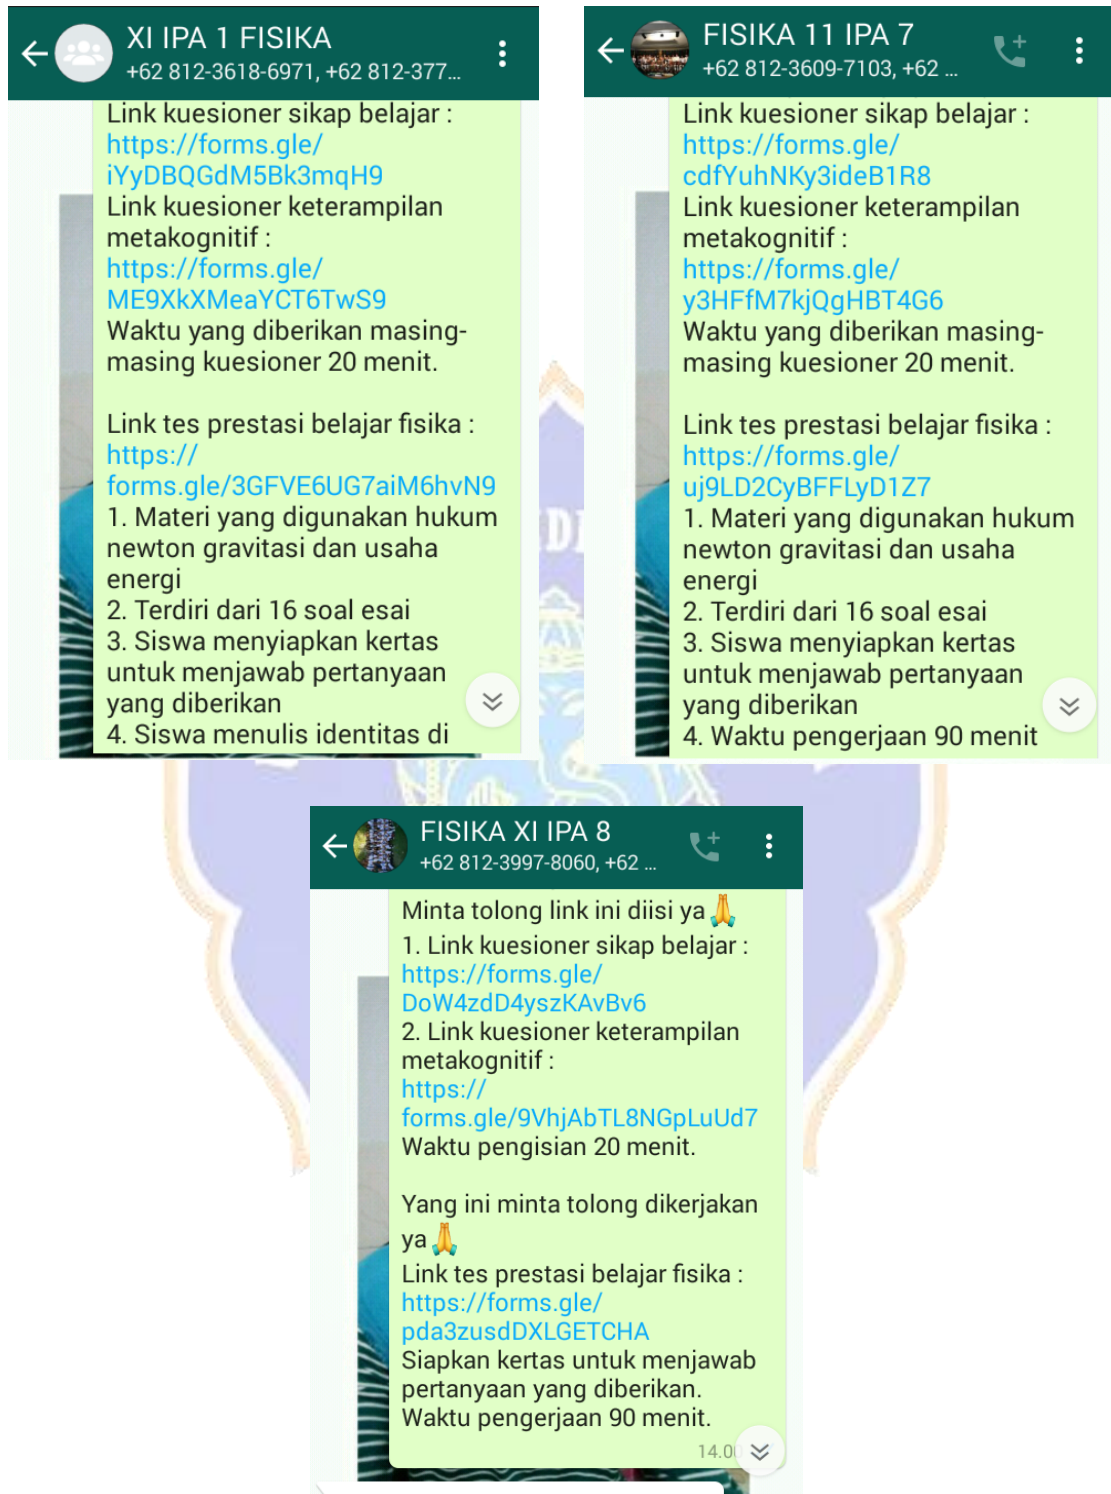 XI IPA 1 FISIKA
+62 812-3618-6971, +62 812-377...
Link kuesioner sikap belajar :
https://forms.gle/
iYyDBQGdM5Bk3mqH9
Link kuesioner keterampilan
metakognitif :
https://forms.gle/
ME9XkXMeaYCT6TwS9
Waktu yang diberikan masing-
masing kuesioner 20 menit.
Link tes prestasi belajar fisika :
https://
forms.gle/3GFVE6UG7aiM6hvN9
1. Materi yang digunakan hukum
newton gravitasi dan usaha
energi
2. Terdiri dari 16 soal esai
3. Siswa menyiapkan kertas
untuk menjawab pertanyaan
yang diberikan
4. Siswa menulis identitas di
FISIKA 11 IPA 7
+62 812-3609-7103, +62 ...
Link kuesioner sikap belajar :
https://forms.gle/
cdfYuhNKy3ideB1R8
Link kuesioner keterampilan
metakognitif :
https://forms.gle/
y3HFfM7kjQgHBT4G6
Waktu yang diberikan masing-
masing kuesioner 20 menit.
Link tes prestasi belajar fisika :
https://forms.gle/
uj9LD2CyBFFLyD1Z7
1. Materi yang digunakan hukum
newton gravitasi dan usaha
energi
2. Terdiri dari 16 soal esai
3. Siswa menyiapkan kertas
untuk menjawab pertanyaan
yang diberikan
4. Waktu pengerjaan 90 menit
FISIKA XI IPA 8
+62 812-3997-8060, +62 ...
Minta tolong link ini diisi ya🙏
1. Link kuesioner sikap belajar :
https://forms.gle/
DoW4zdD4yszKAvBv6
2. Link kuesioner keterampilan
metakognitif :
https://
forms.gle/9VhjAbTL8NGpLuUd7
Waktu pengisian 20 menit.
Yang ini minta tolong dikerjakan
ya🙏
Link tes prestasi belajar fisika :
https://forms.gle/
pda3zusdDXLGETCHA
Siapkan kertas untuk menjawab
pertanyaan yang diberikan.
Waktu pengerjaan 90 menit.